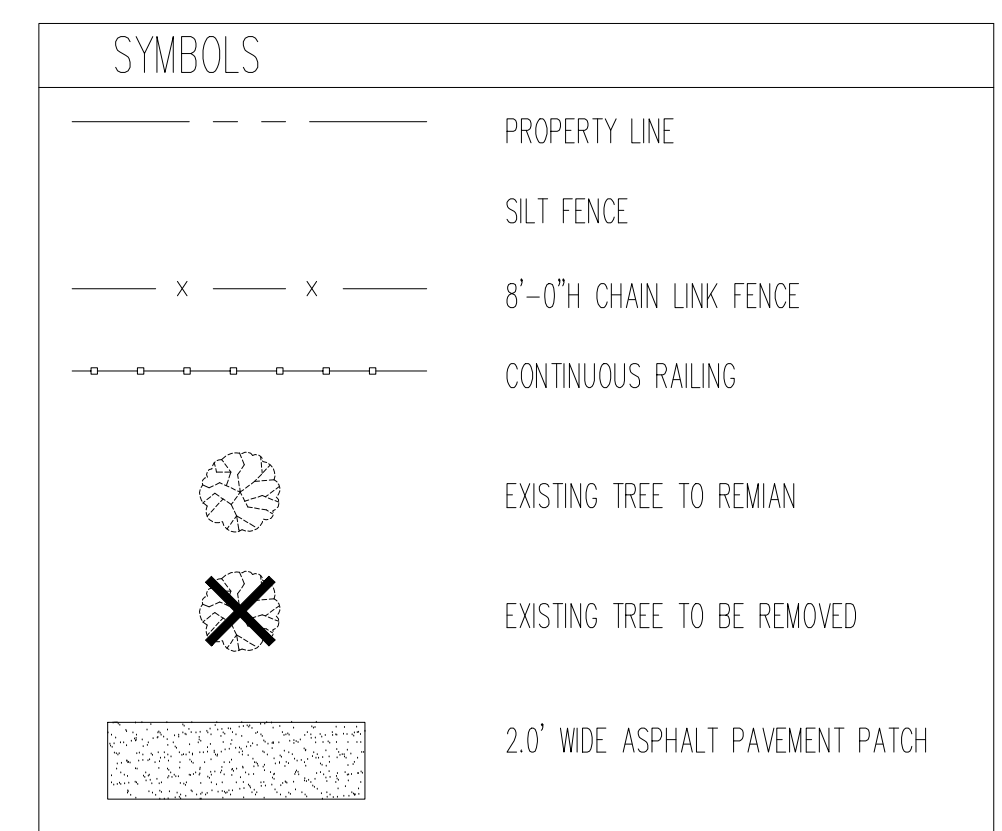 SYMBOLS
PROPERTY LINE
SILT FENCE
X X
8'-0"H CHAIN LINK FENCE
CONTINUOUS RAILING
EXISTING TREE TO REMIAN
EXISTING TREE TO BE REMOVED
2.0' WIDE ASPHALT PAVEMENT PATCH